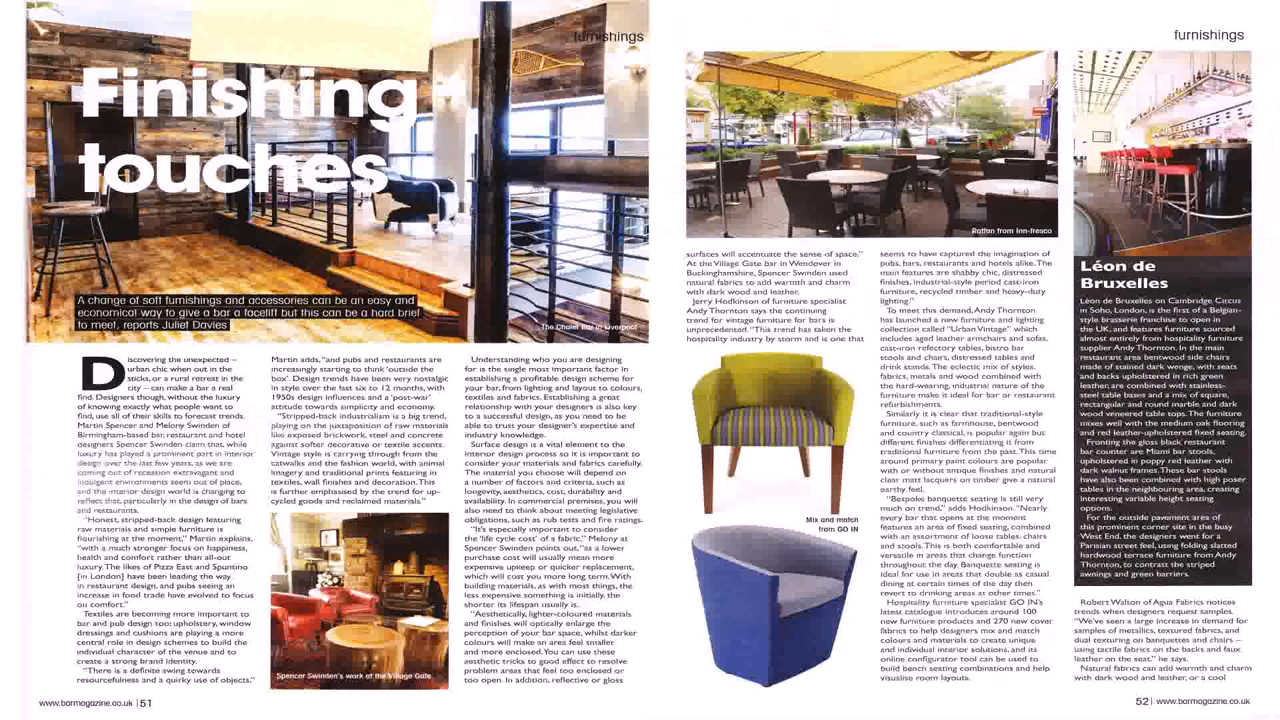 furnishings
Finishing
touches
A change of soft furnishings and accessories can be an easy and
economical way to give a bar a facelift but this can be a hard brief
to meet, reports Juliet Davies
The Chalet Bar in Liverpool
Discovering the unexpected –
urban chic when out in the
sticks, or a rural retreat in the
city – can make a bar a real
find. Designers though, without the luxury
of knowing exactly what people want to
find, use all of their skills to forecast trends.
Martin Spencer and Melony Swinden of
Birmingham-based bar, restaurant and hotel
designers Spencer Swinden claim that, while
luxury has played a prominent part in interior
design over the last few years, as we are
coming out of recession extravagant and
indulgent environments seem out of place,
and the interior design world is changing to
reflect that, particularly in the design of bars
and restaurants.
"Honest, stripped-back design featuring
raw materials and simple furniture is
flourishing at the moment," Martin explains,
"with a much stronger focus on happiness,
health and comfort rather than all-out
luxury. The likes of Pizza East and Spuntino
[in London] have been leading the way
in restaurant design, and pubs seeing an
increase in food trade have evolved to focus
on comfort."
Textiles are becoming more important to
bar and pub design too: upholstery, window
dressings and cushions are playing a more
central role in design schemes to build the
individual character of the venue and to
create a strong brand identity.
"There is a definite swing towards
resourcefulness and a quirky use of objects."
Martin adds, "and pubs and restaurants are
increasingly starting to think 'outside the
box'. Design trends have been very nostalgic
in style over the last six to 12 months, with
1950s design influences and a 'post-war'
attitude towards simplicity and economy.
"Stripped-back industrialism is a big trend,
playing on the juxtaposition of raw materials
like exposed brickwork, steel and concrete
against softer decorative or textile accents.
Vintage style is carrying through from the
catwalks and the fashion world, with animal
imagery and traditional prints featuring in
textiles, wall finishes and decoration. This
is further emphasised by the trend for up-
cycled goods and reclaimed materials."
Spencer Swinden's work at the Village Gate
Understanding who you are designing
for is the single most important factor in
establishing a profitable design scheme for
your bar, from lighting and layout to colours,
textiles and fabrics. Establishing a great
relationship with your designers is also key
to a successful design, as you need to be
able to trust your designer's expertise and
industry knowledge.
Surface design is a vital element to the
interior design process so it is important to
consider your materials and fabrics carefully.
The material you choose will depend on
a number of factors and criteria, such as
longevity, aesthetics, cost, durability and
availability. In commercial premises, you will
also need to think about meeting legislative
obligations, such as rub tests and fire ratings.
"It's especially important to consider
the 'life cycle cost' of a fabric," Melony at
Spencer Swinden points out, "as a lower
purchase cost will usually mean more
expensive upkeep or quicker replacement,
which will cost you more long term. With
building materials, as with most things, the
less expensive something is initially, the
shorter its lifespan usually is.
"Aesthetically, lighter-coloured materials
and finishes will optically enlarge the
perception of your bar space, whilst darker
colours will make an area feel smaller
and more enclosed. You can use these
aesthetic tricks to good effect to resolve
problem areas that feel too enclosed or
too open. In addition, reflective or gloss
www.barmagazine.co.uk | 51
furnishings
Rattan from Inn-fresco
surfaces will accentuate the sense of space."
At the Village Gate bar in Wendover in
Buckinghamshire, Spencer Swinden used
natural fabrics to add warmth and charm
with dark wood and leather.
Jerry Hodkinson of furniture specialist
Andy Thornton says the continuing
trend for vintage furniture for bars is
unprecedented. "This trend has taken the
hospitality industry by storm and is one that
Mix and match
from GO IN
seems to have captured the imagination of
pubs, bars, restaurants and hotels alike. The
main features are shabby chic, distressed
finishes, industrial-style period cast-iron
furniture, recycled timber and heavy-duty
lighting."
To meet this demand, Andy Thornton
has launched a new furniture and lighting
collection called "Urban Vintage" which
includes aged leather armchairs and sofas,
cast-iron refectory tables, bistro bar
stools and chairs, distressed tables and
drink stands. The eclectic mix of styles,
fabrics, metals and wood combined with
the hard-wearing, industrial nature of the
furniture make it ideal for bar or restaurant
refurbishments.
Similarly it is clear that traditional-style
furniture, such as farmhouse, bentwood
and country classical, is popular again but
different finishes differentiating it from
traditional furniture from the past. This time
around primary paint colours are popular
with or without antique finishes and natural
clear matt lacquers on timber give a natural
earthy feel.
"Bespoke banquette seating is still very
much on trend," adds Hodkinson. "Nearly
every bar that opens at the moment
features an area of fixed seating, combined
with an assortment of loose tables, chairs
and stools. This is both comfortable and
versatile in areas that change function
throughout the day. Banquette seating is
ideal for use in areas that double as casual
dining at certain times of the day then
revert to drinking areas at other times."
Hospitality furniture specialist GO IN's
latest catalogue introduces around 100
new furniture products and 270 new cover
fabrics to help designers mix and match
colours and materials to create unique
and individual interior solutions, and its
online configurator tool can be used to
build bench seating combinations and help
visualise room layouts.
Léon de
Bruxelles
Léon de Bruxelles on Cambridge Circus
in Soho, London, is the first of a Belgian-
style brasserie franchise to open in
the UK, and features furniture sourced
almost entirely from hospitality furniture
supplier Andy Thornton. In the main
restaurant area bentwood side chairs
made of stained dark wenge, with seats
and backs upholstered in rich green
leather, are combined with stainless-
steel table bases and a mix of square,
rectangular and round marble and dark
wood veneered table tops. The furniture
mixes well with the medium oak flooring
and red leather-upholstered fixed seating.
Fronting the gloss black restaurant
bar counter are Miami bar stools,
upholstered in poppy red leather with
dark walnut frames. These bar stools
have also been combined with high poser
tables in the neighbouring area, creating
interesting variable height seating
options.
For the outside pavement area of
this prominent corner site in the busy
West End, the designers went for a
Parisian street feel, using folding slatted
hardwood terrace furniture from Andy
Thornton, to contrast the striped
awnings and green barriers.
Robert Walson of Agua Fabrics notices
trends when designers request samples.
"We've seen a large increase in demand for
samples of metallics, textured fabrics, and
dual texturing on banquettes and chairs –
using tactile fabrics on the backs and faux
leather on the seat," he says.
Natural fabrics can add warmth and charm
with dark wood and leather, or a cool
52 | www.barmagazine.co.uk